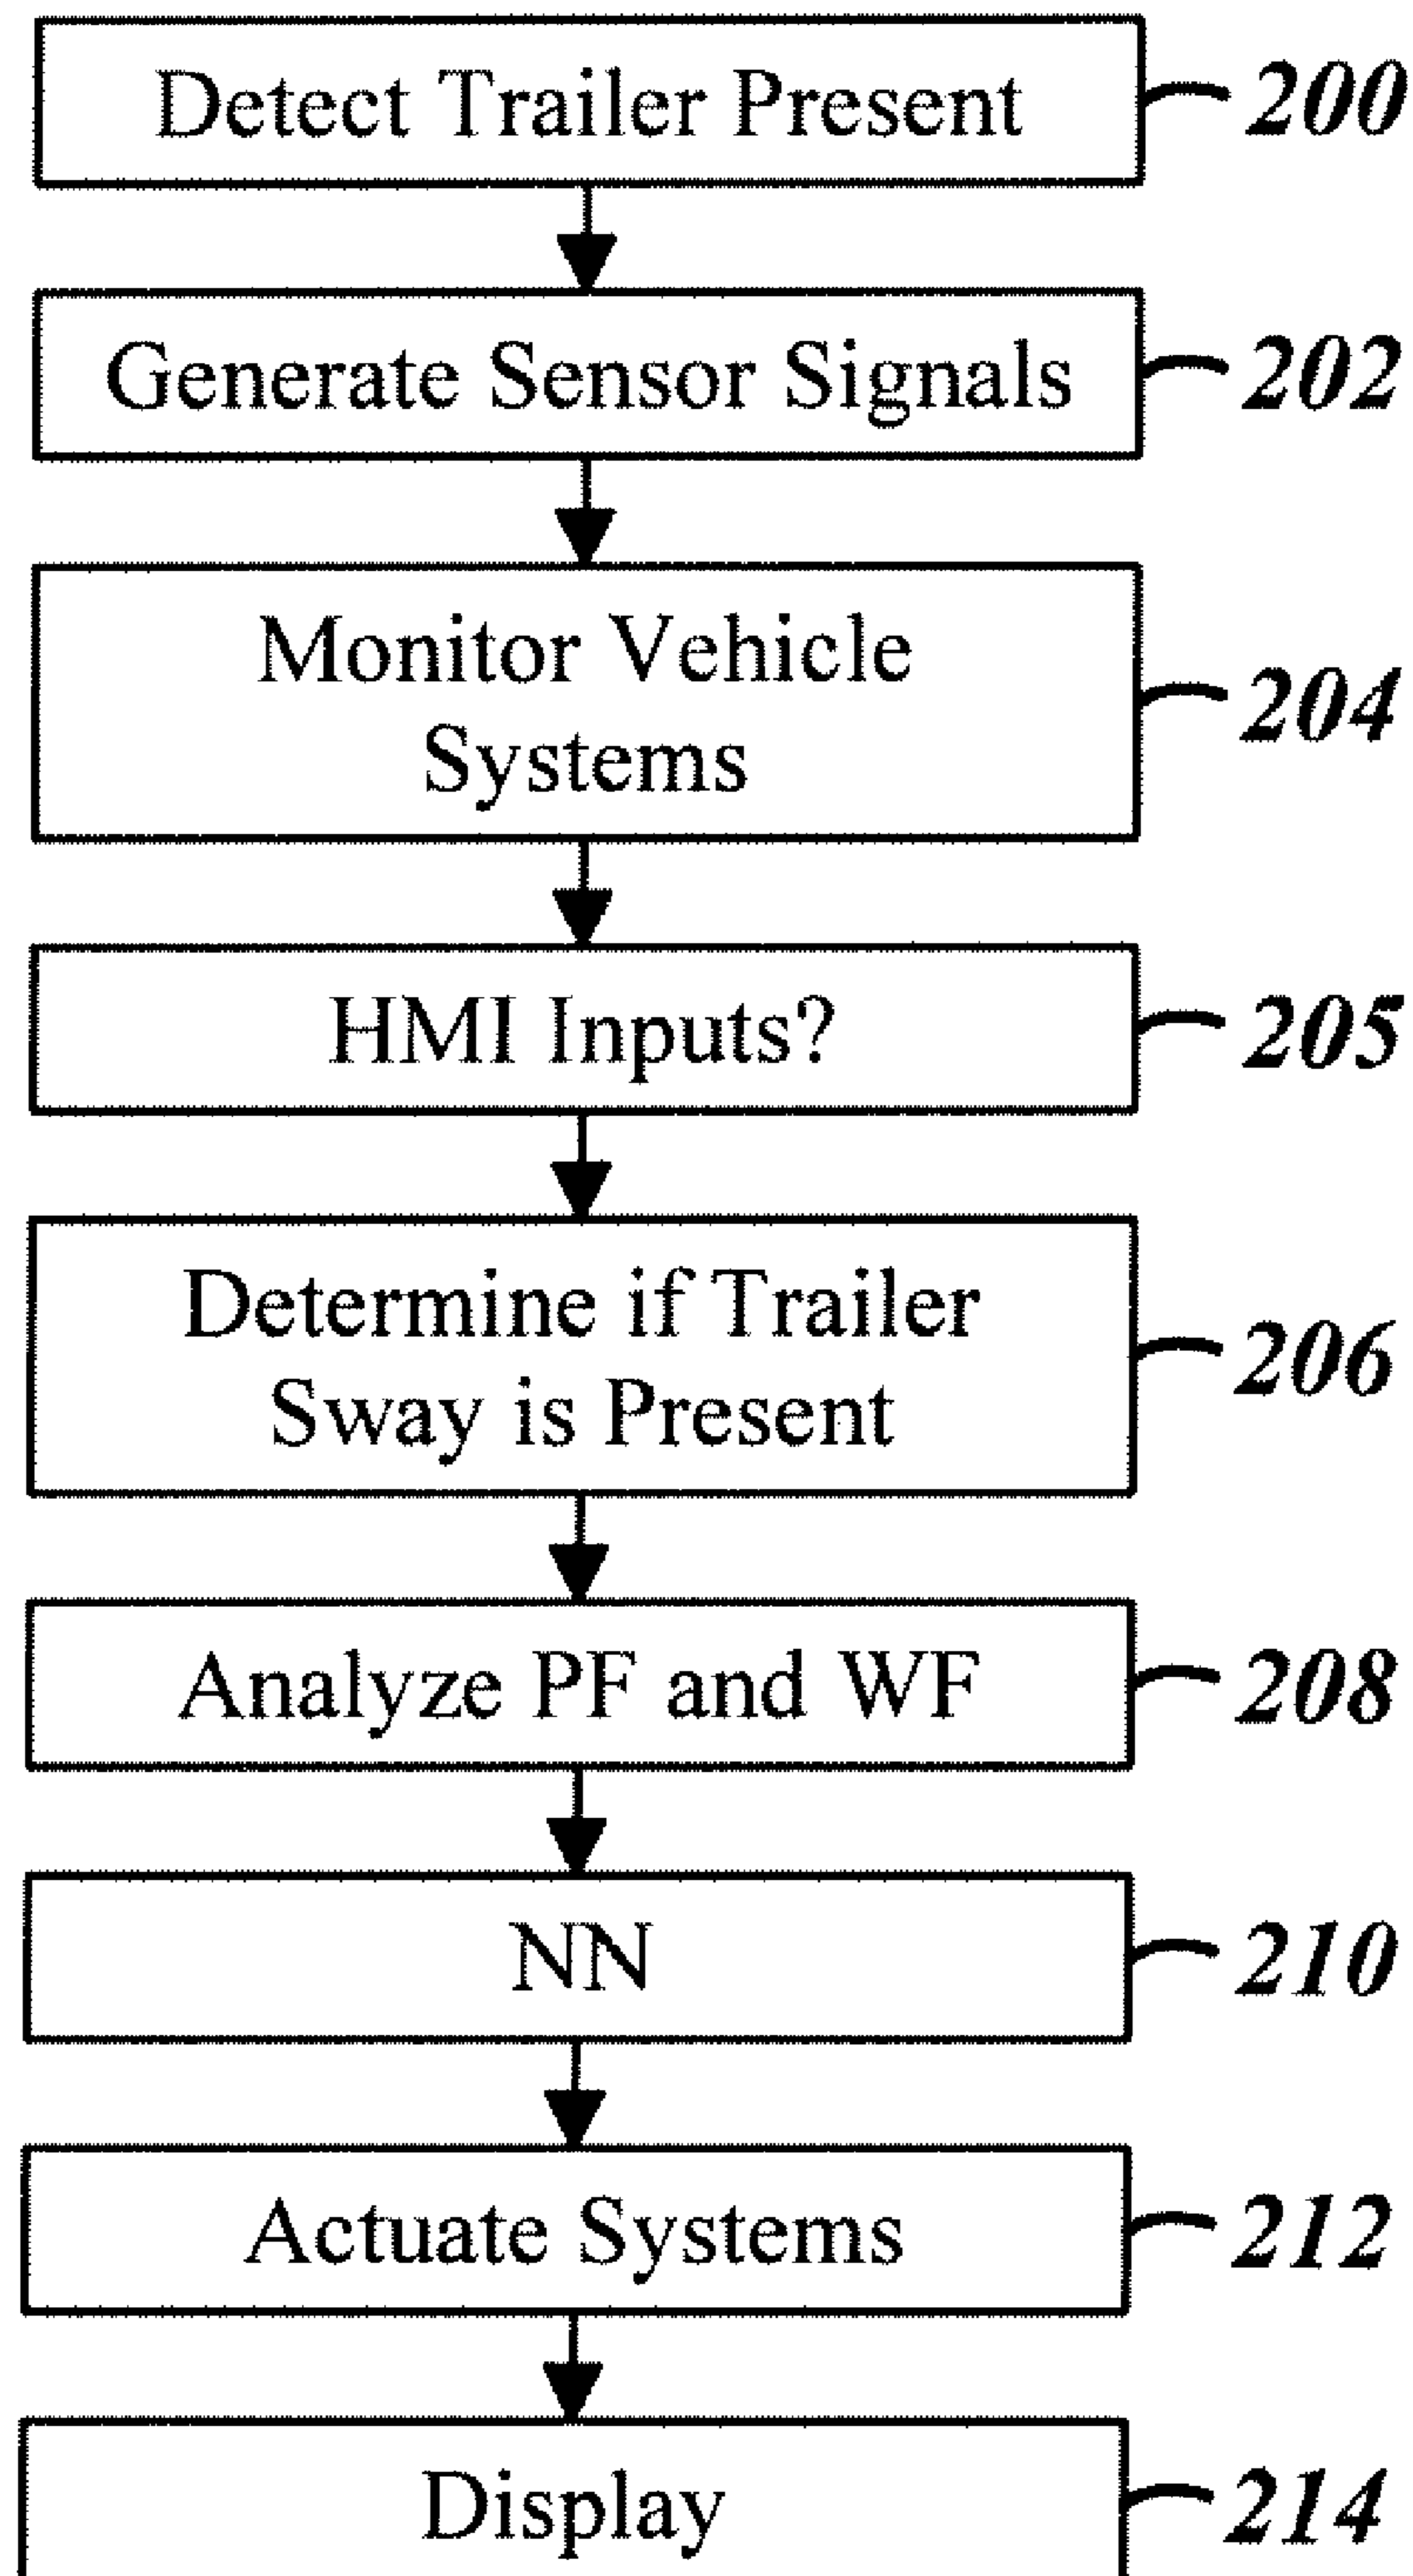 Detect Trailer Present 200
Generate Sensor Signals 202
Monitor Vehicle
Systems 204
HMI Inputs? 205
Determine if Trailer
Sway is Present 206
Analyze PF and WF 208
NN 210
Actuate Systems 212
Display 214